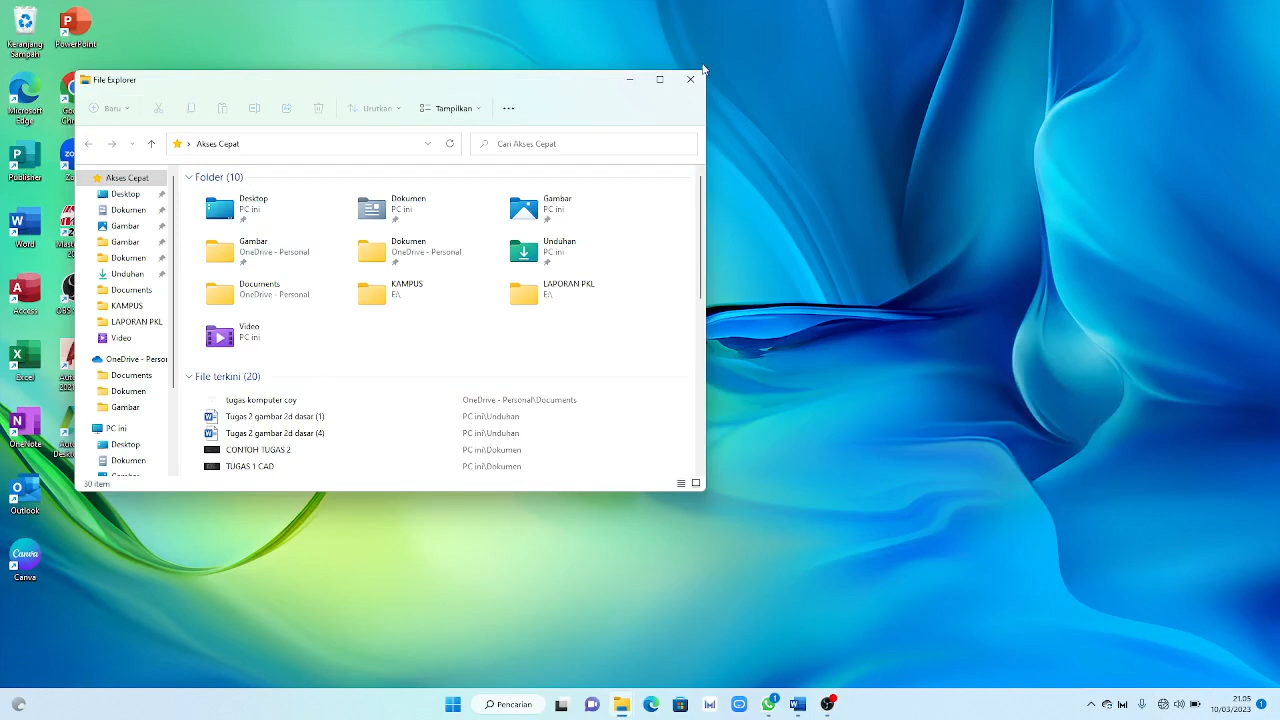 Keranjang Sampah
PowerPoint
Microsoft Edge
Publisher
Word
Access
Excel
OneNote
Outlook
Canva
Canva
File Explorer
Baru
Urutkan
Tampilkan
Akses Cepat
Cari Akses Cepat
Akses Cepat
Desktop
Dokumen
Gambar
Gambar
Dokumen
Unduhan
Documents
KAMPUS
LAPORAN PKL
Video
OneDrive - Perso
Documents
Dokumen
Gambar
PC ini
Desktop
Dokumen
Gambar
Folder (10)
Desktop
PC ini
Dokumen
PC ini
Gambar
PC ini
Gambar
OneDrive - Personal
Dokumen
OneDrive - Personal
Unduhan
PC ini
Documents
OneDrive - Personal
KAMPUS
E:\
LAPORAN PKL
E:\
Video
PC ini
File terkini (20)
tugas komputer coy OneDrive - Personal\Documents
Tugas 2 gambar 2d dasar (1) PC ini\Unduhan
Tugas 2 gambar 2d dasar (4) PC ini\Unduhan
CONTOH TUGAS 2 PC ini\Dokumen
TUGAS 1 CAD PC ini\Dokumen
30 item
Pencarian
1
21.05
10/03/2023
1